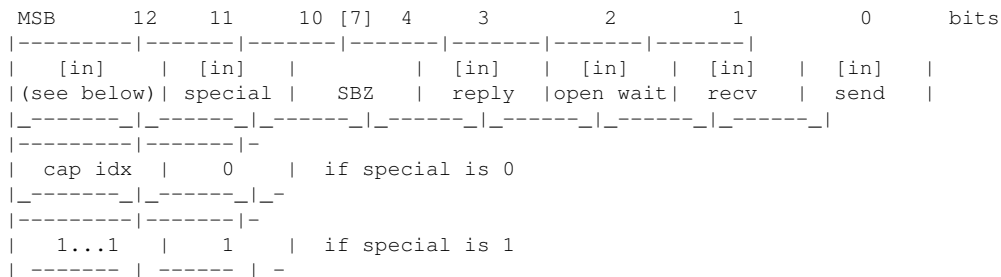 MSB 12 11 10 [7] 4 3 2 1 0 bits
|---------|-------|-------|-------|-------|-------|-------|
| [in] | [in] | | [in] | [in] | [in] | [in] |
|(see below)| special | SBZ | reply |open wait| recv | send |
|_-------_|_------_|_------_|_------_|_------_|_------_|_------_|
|---------|-------|-
| cap idx | 0 | if special is 0
|_-------_|_------_|_-
|---------|-------|-
| 1...1 | 1 | if special is 1
|_-------_|_------_|_-